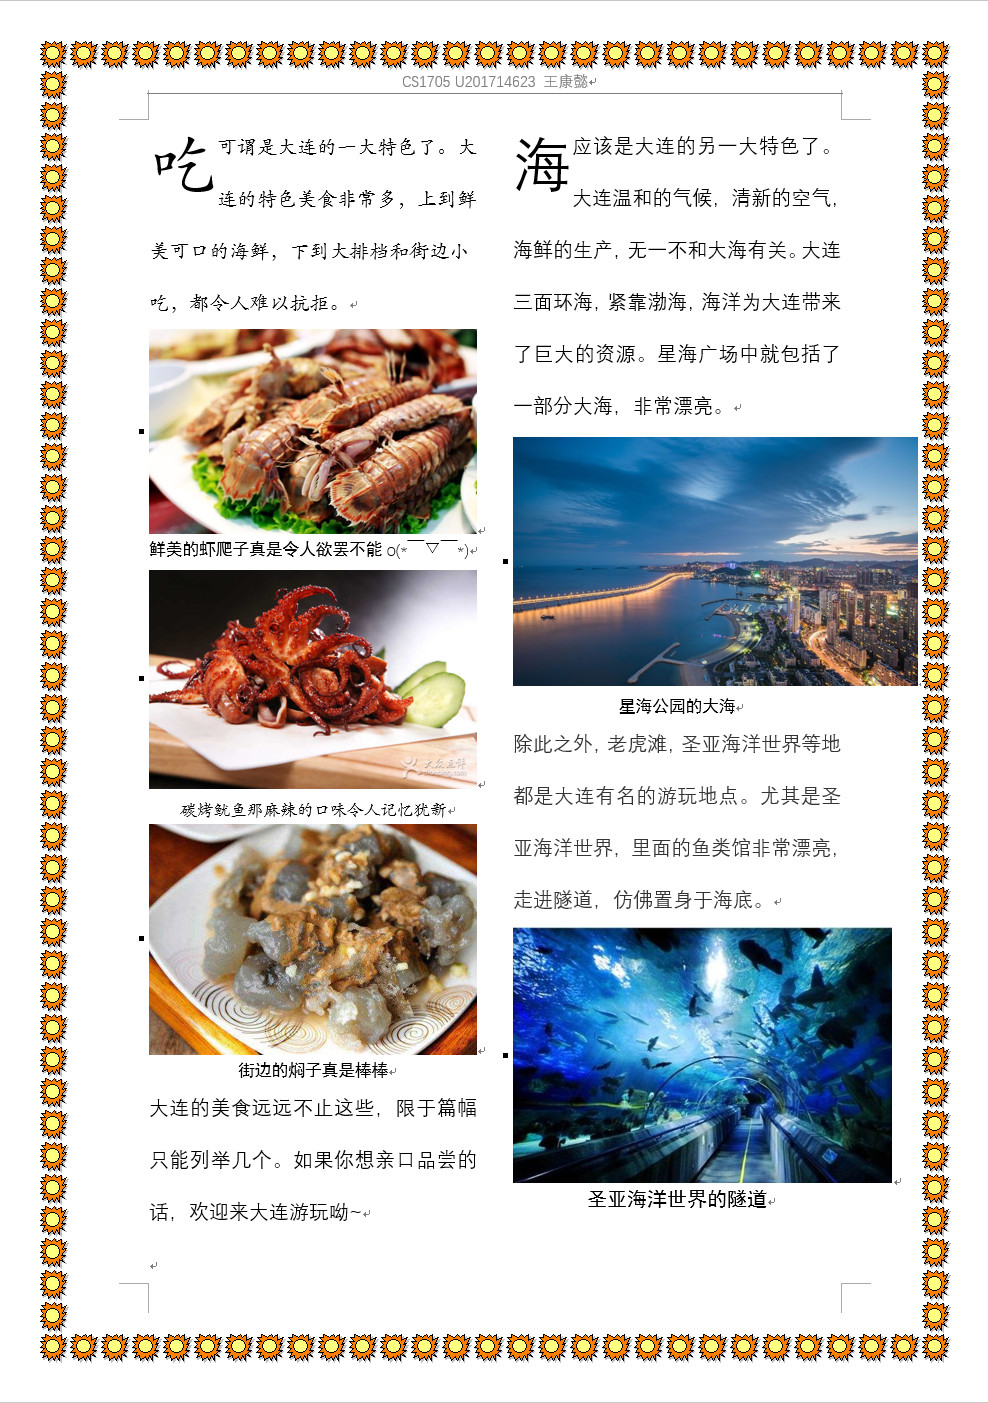 CS1705 U201714623 王康懿
吃可谓是大连的一大特色了。大
连的特色美食非常多，上到鲜
美可口的海鲜，下到大排档和街边小
吃，都令人难以抗拒。
鲜美的虾爬子真是令人欲罢不能 o(*￣▽￣*)
大众点评
碳烤鱿鱼那麻辣的口味令人记忆犹新
街边的焖子真是棒棒
大连的美食远远不止这些，限于篇幅
只能列举几个。如果你想亲口品尝的
话，欢迎来大连游玩呦~
海应该是大连的另一大特色了。
大连温和的气候，清新的空气，
海鲜的生产，无一不和大海有关。大连
三面环海，紧靠渤海，海洋为大连带来
了巨大的资源。星海广场中就包括了
一部分大海，非常漂亮。
星海公园的大海
除此之外，老虎滩，圣亚海洋世界等地
都是大连有名的游玩地点。尤其是圣
亚海洋世界，里面的鱼类馆非常漂亮，
走进隧道，仿佛置身于海底。
圣亚海洋世界的隧道